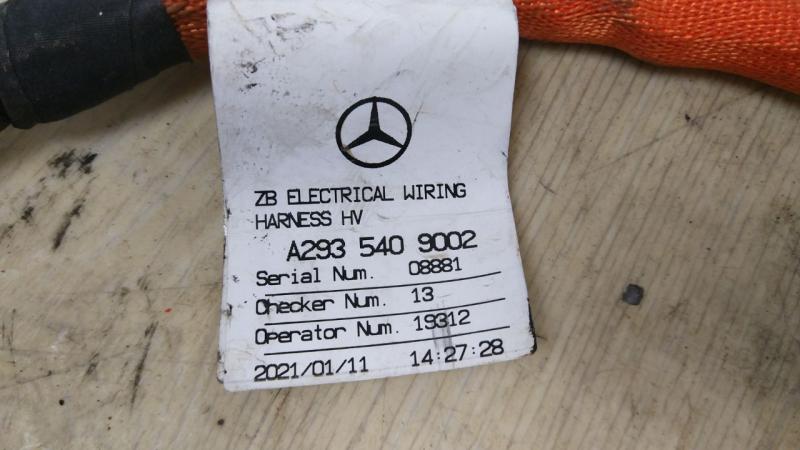 ZB ELECTRICAL WIRING
HARNESS HV
A293 540 9002
Serial Num. 08881
Checker Num. 13
Operator Num. 19312
2021/01/11 14:27:28